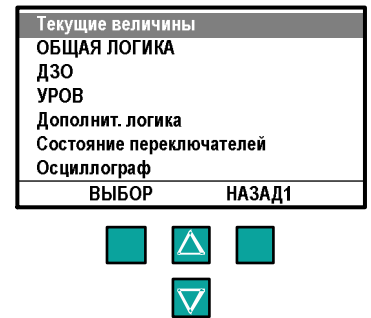 Текущие величины
ОБЩАЯ ЛОГИКА
ДЗО
УРОВ
Дополнит. логика
Состояние переключателей
Осциллограф
ВЫБОР НАЗАД1